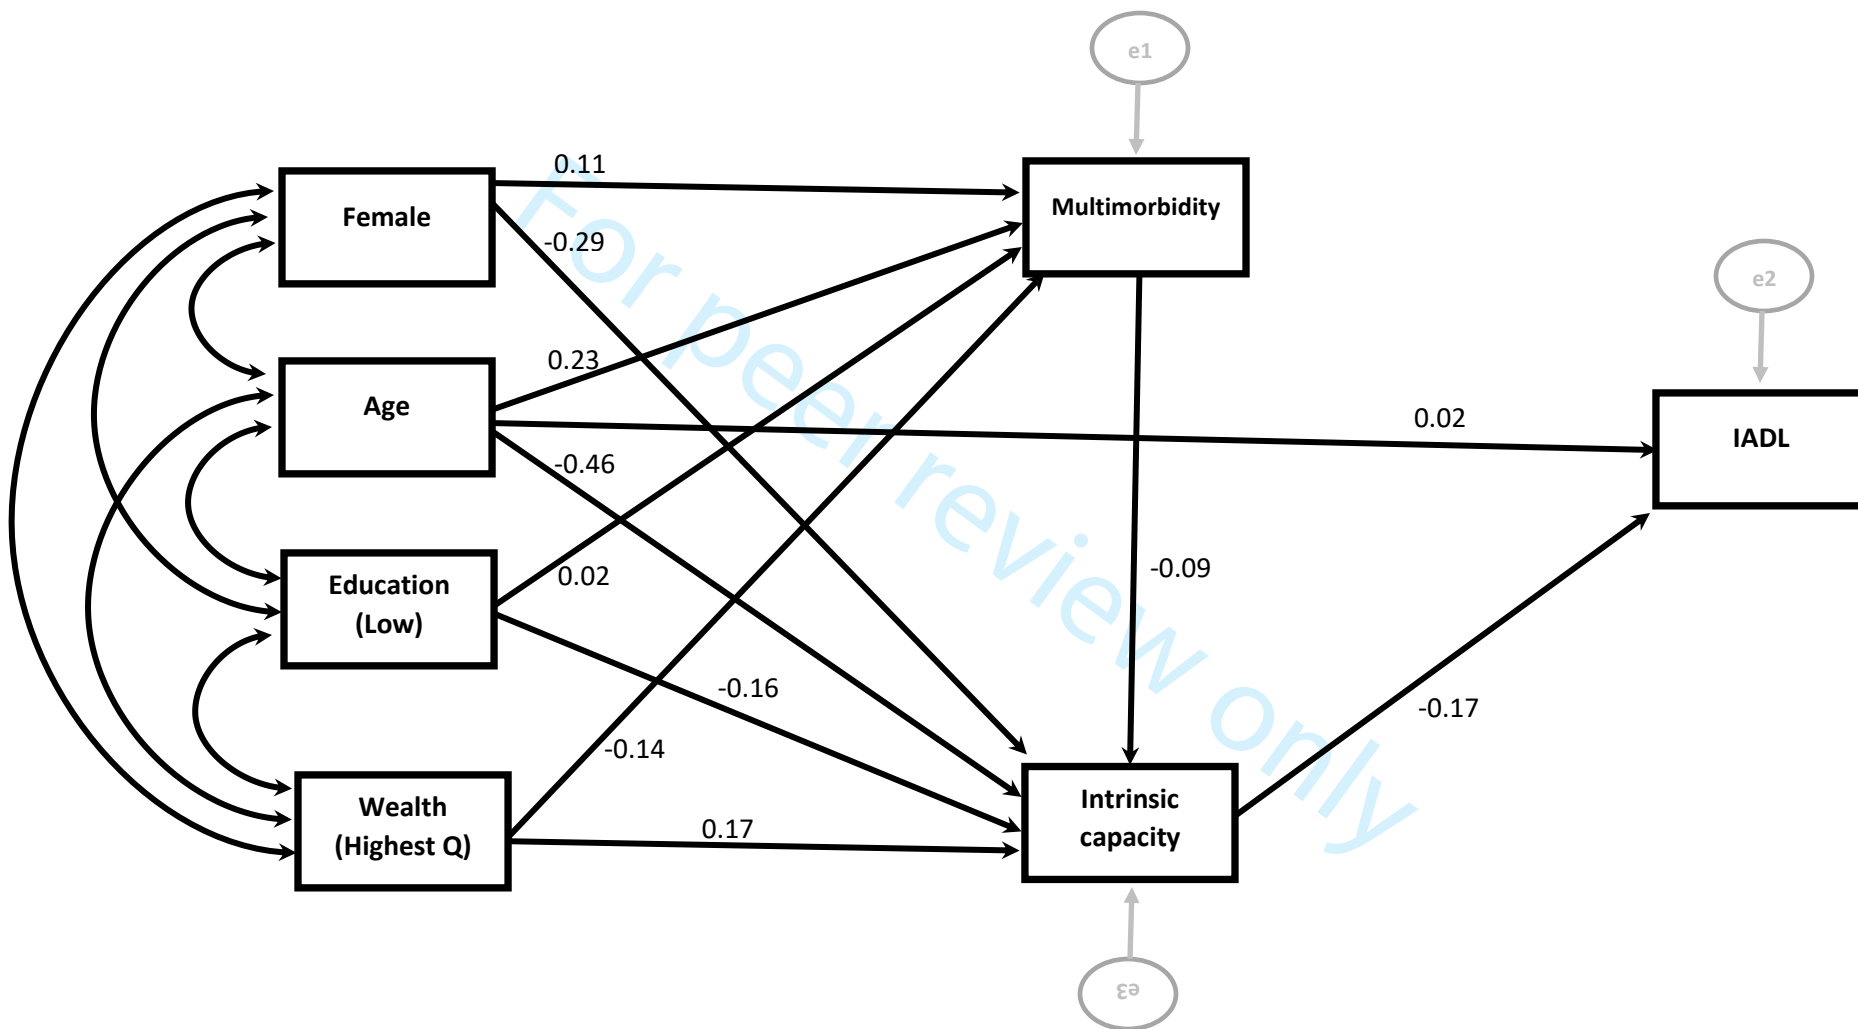 e1
0.11
Multimorbidity
Female
-0.29
e2
0.23
Age
0.02
IADL
-0.46
Education
(Low)
0.02
-0.09
-0.16
-0.17
-0.14
Wealth
(Highest Q)
0.17
Intrinsic
capacity
e3
For peer review only